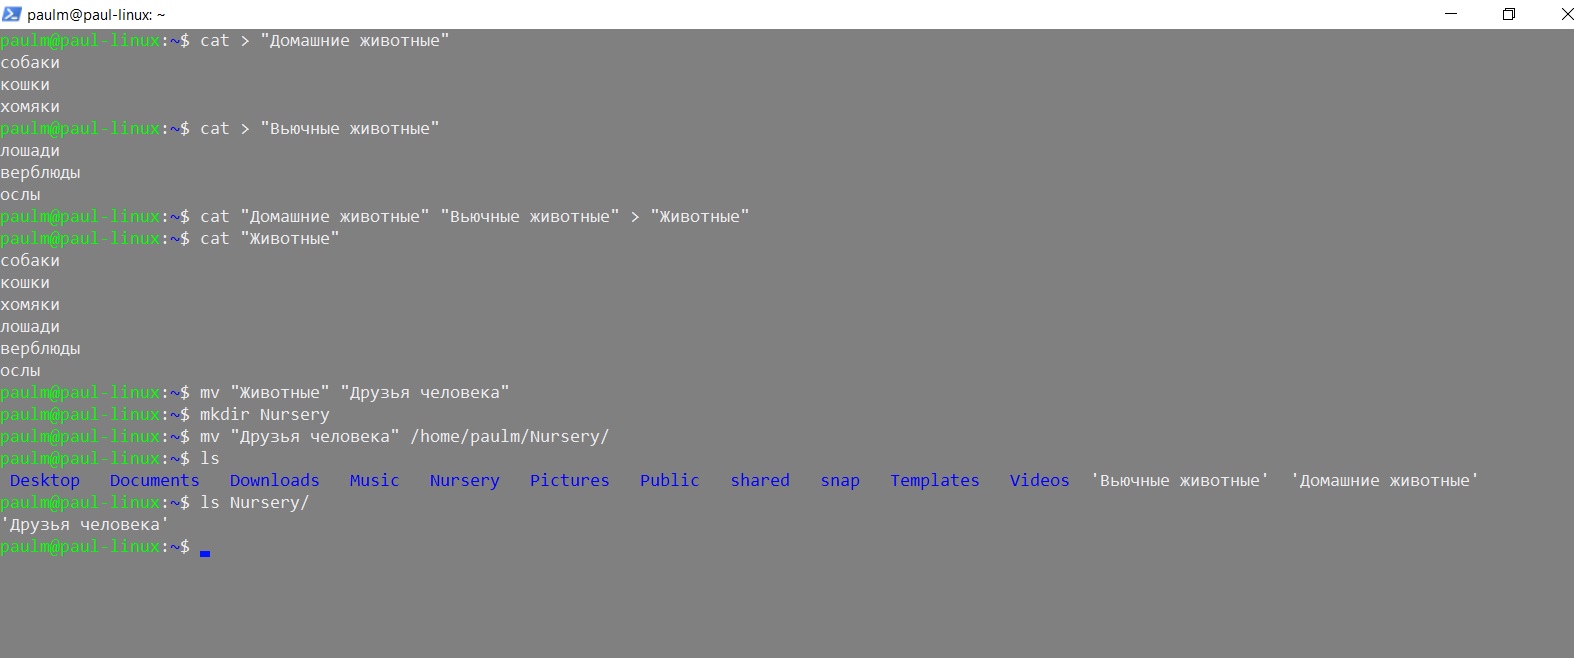 paulm@paul-linux: ~
paulm@paul-linux:~$ cat > "Домашние животные"
собаки
кошки
хомяки
paulm@paul-linux:~$ cat > "Вьючные животные"
лошади
верблюды
ослы
paulm@paul-linux:~$ cat "Домашние животные" "Вьючные животные" > "Животные"
paulm@paul-linux:~$ cat "Животные"
собаки
кошки
хомяки
лошади
верблюды
ослы
paulm@paul-linux:~$ mv "Животные" "Друзья человека"
paulm@paul-linux:~$ mkdir Nursery
paulm@paul-linux:~$ mv "Друзья человека" /home/paulm/Nursery/
paulm@paul-linux:~$ ls
Desktop Documents Downloads Music Nursery Pictures Public shared snap Templates Videos 'Вьючные животные' 'Домашние животные'
paulm@paul-linux:~$ ls Nursery/
'Друзья человека'
paulm@paul-linux:~$